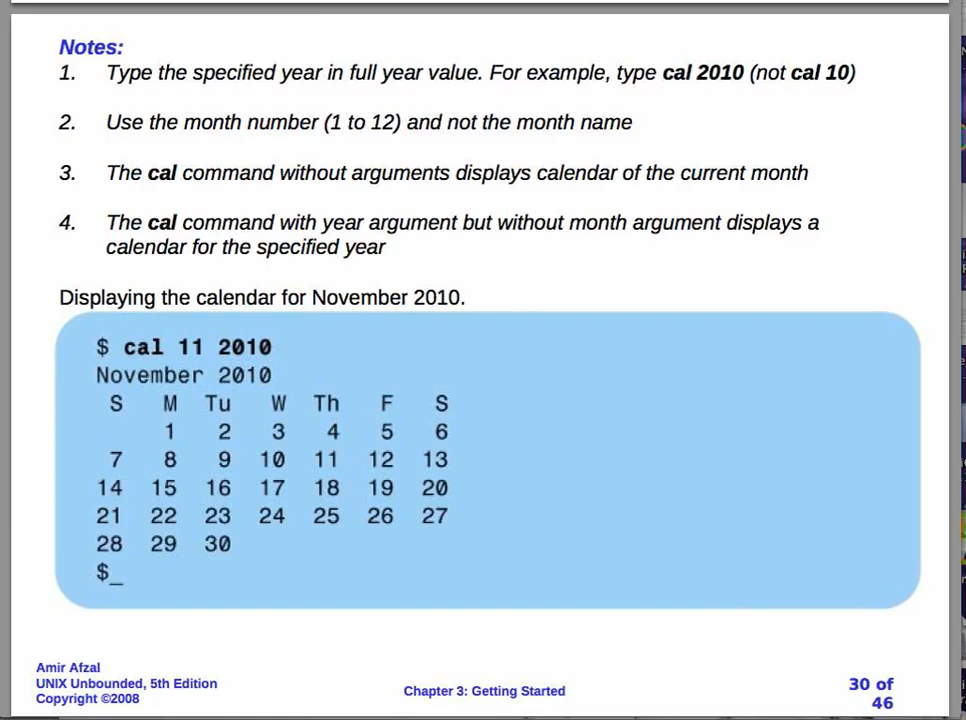 Notes:
1. Type the specified year in full year value. For example, type cal 2010 (not cal 10)
2. Use the month number (1 to 12) and not the month name
3. The cal command without arguments displays calendar of the current month
4. The cal command with year argument but without month argument displays a
calendar for the specified year
Displaying the calendar for November 2010.
$ cal 11 2010
November 2010
S M Tu W Th F S
1 2 3 4 5 6
7 8 9 10 11 12 13
14 15 16 17 18 19 20
21 22 23 24 25 26 27
28 29 30
$_
Amir Afzal
UNIX Unbounded, 5th Edition
Copyright ©2008
Chapter 3: Getting Started
30 of
46